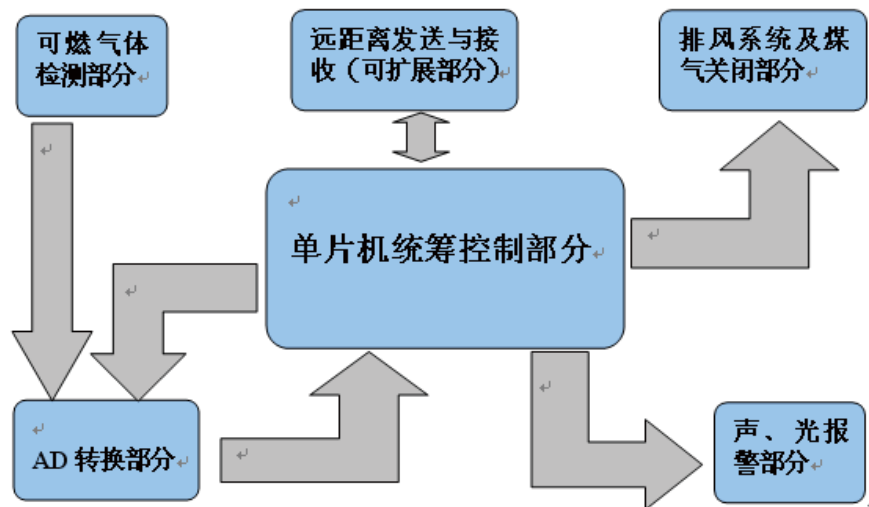 可燃气体
检测部分
远距离发送与接
收（可扩展部分）
排风系统及煤
气关闭部分
单片机统筹控制部分
AD 转换部分
声、光报
警部分